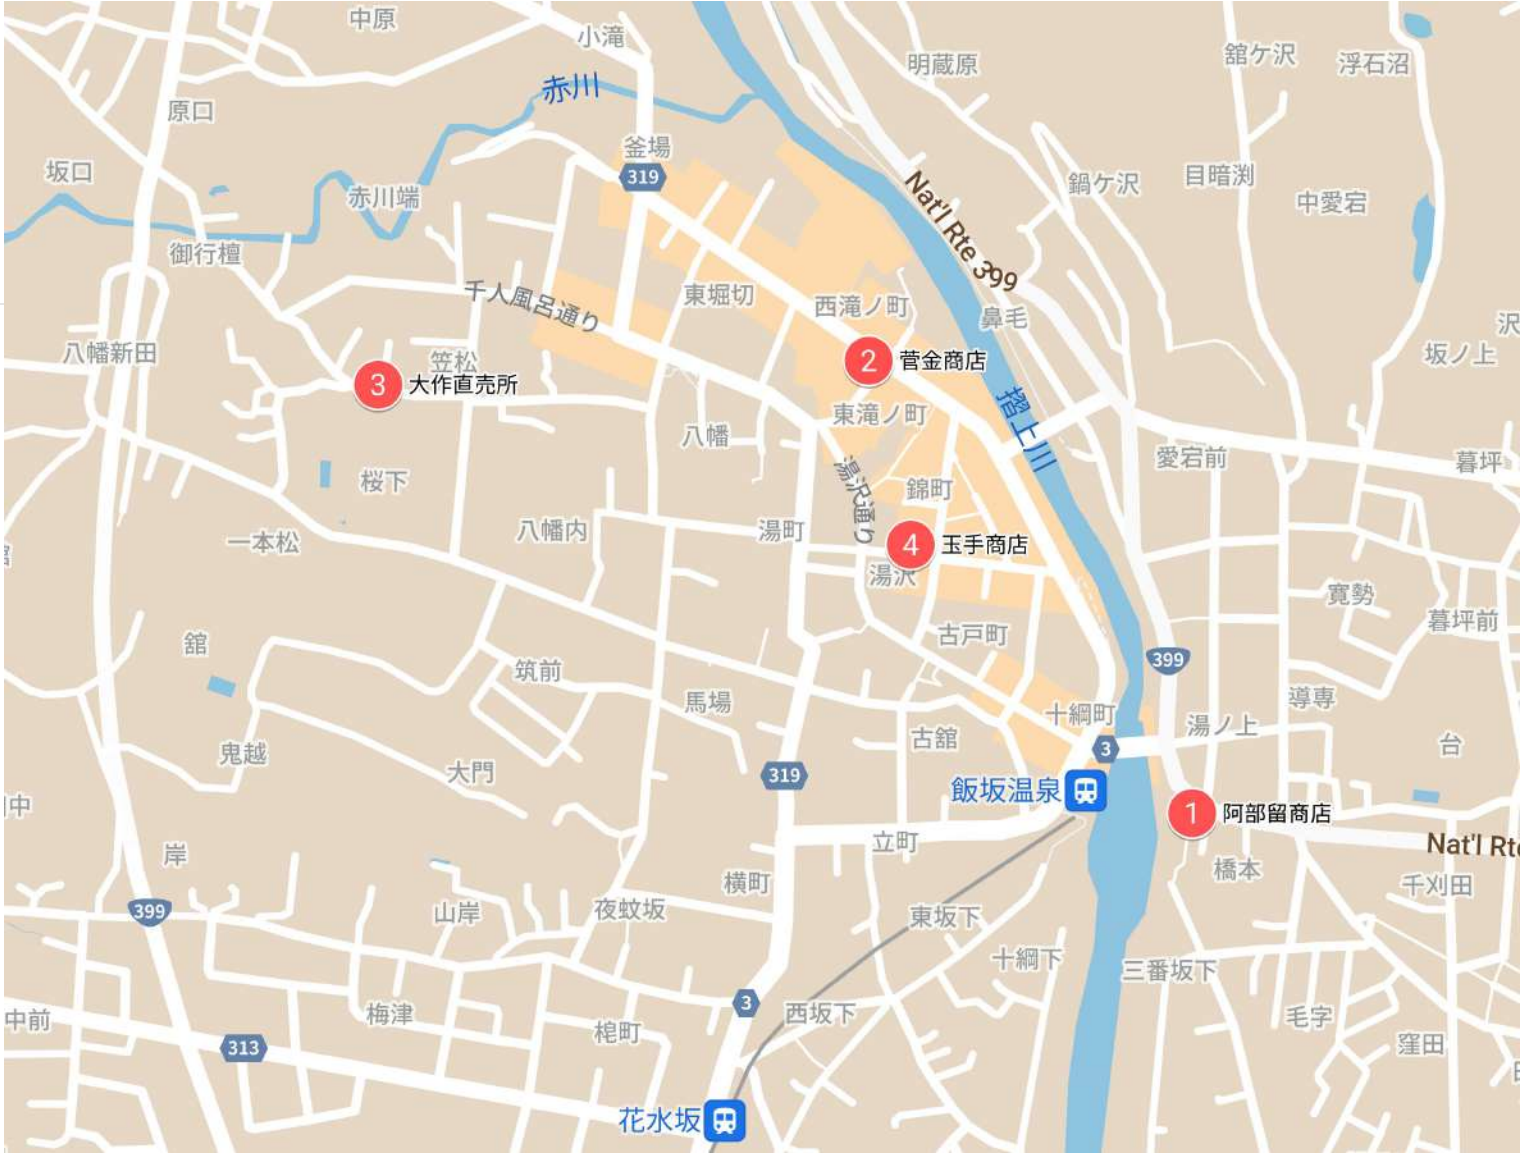 中原
小滝
明蔵原
舘ケ沢
浮石沼
赤川
原口
釜場
319
坂口
赤川端
鍋ケ沢
目暗渕
中愛宕
Nat'l Rte 399
御行檀
千人風呂通り
東堀切
西滝ノ町
鼻毛
沢
八幡新田
笠松
2 菅金商店
坂ノ上
3 大作直売所
東滝ノ町
摺上川
八幡
愛宕前
暮坪
湯沢通り
桜下
錦町
一本松
八幡内
湯町
4 玉手商店
湯沢
寛勢
暮坪前
舘
古戸町
筑前
399
馬場
十綱町
導専
湯ノ上
古舘
3
台
鬼越
大門
319
飯坂温泉
中
1 阿部留商店
立町
Nat'l Rte
岸
横町
橋本
千刈田
399
山岸
夜蚊坂
東坂下
十綱下
三番坂下
3
中前
梅津
西坂下
毛字
313
椛町
窪田
花水坂